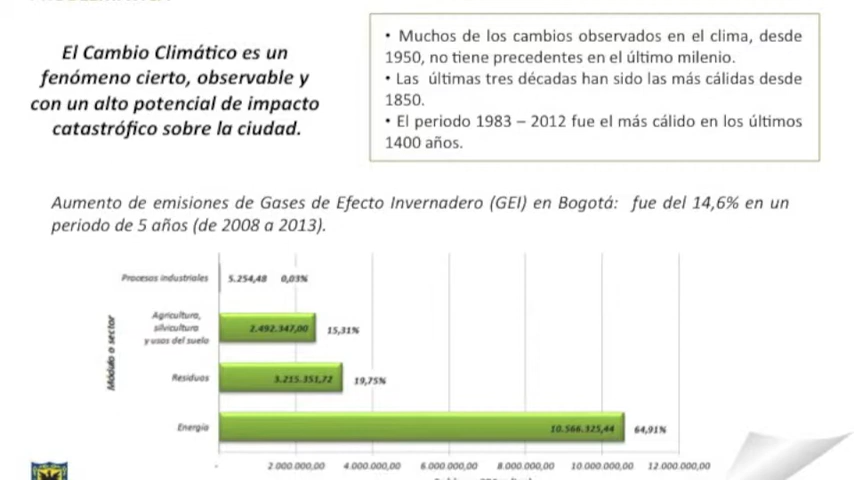 El Cambio Climático es un
fenómeno cierto, observable y
con un alto potencial de impacto
catastrófico sobre la ciudad.
• Muchos de los cambios observados en el clima, desde
1950, no tiene precedentes en el último milenio.
• Las últimas tres décadas han sido las más cálidas desde
1850.
• El periodo 1983 – 2012 fue el más cálido en los últimos
1400 años.
Aumento de emisiones de Gases de Efecto Invernadero (GEI) en Bogotá: fue del 14,6% en un
periodo de 5 años (de 2008 a 2013).
Módulo o sector
Procesos industriales 5.254,48 0,03%
Agricultura,
silvicultura
y usos del suelo
2.492.347,00 15,31%
Residuos 3.215.351,72 19,75%
Energía 10.566.325,44 64,91%
- 2.000.000,00 4.000.000,00 6.000.000,00 8.000.000,00 10.000.000,00 12.000.000,00